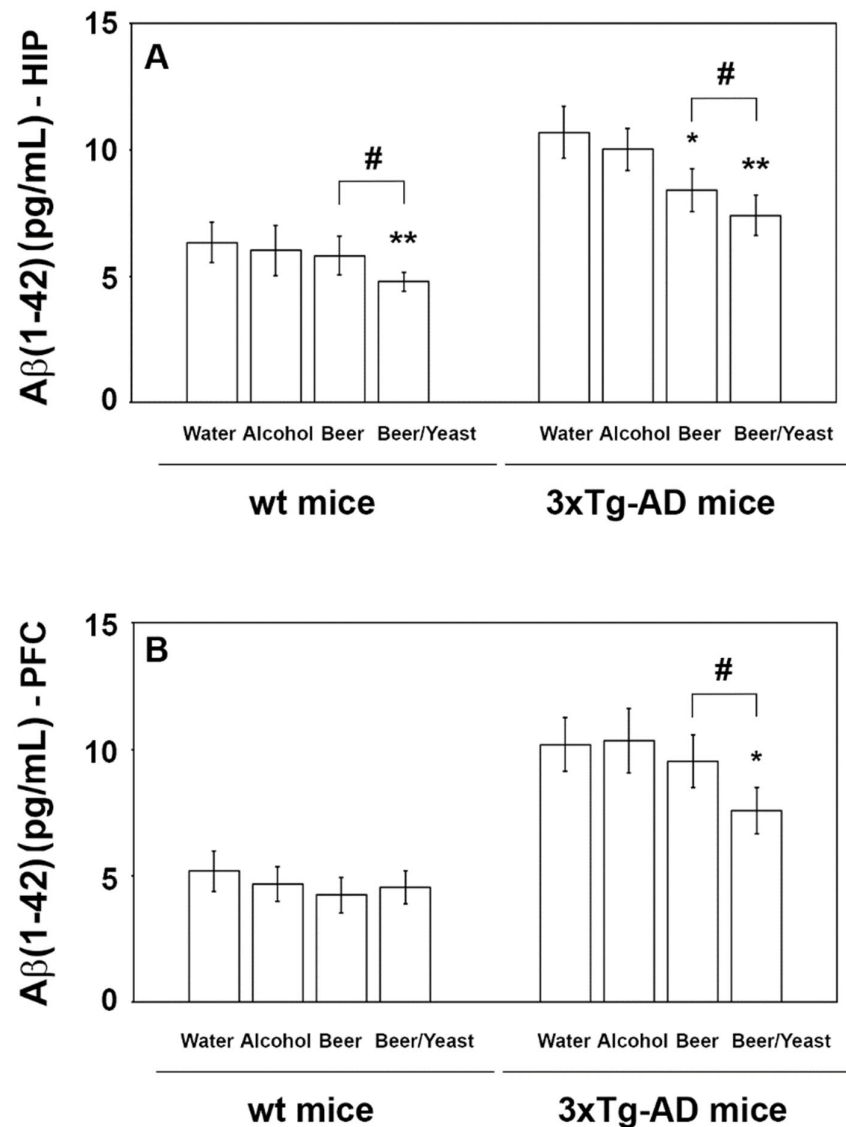 Aβ(1-42)(pg/mL) - HIP
15
A
#
#
*
10
**
**
5
0
Water Alcohol Beer Beer/Yeast Water Alcohol Beer Beer/Yeast
wt mice 3xTg-AD mice
Aβ(1-42)(pg/mL) - PFC
15
B
#
*
10
5
0
Water Alcohol Beer Beer/Yeast Water Alcohol Beer Beer/Yeast
wt mice 3xTg-AD mice